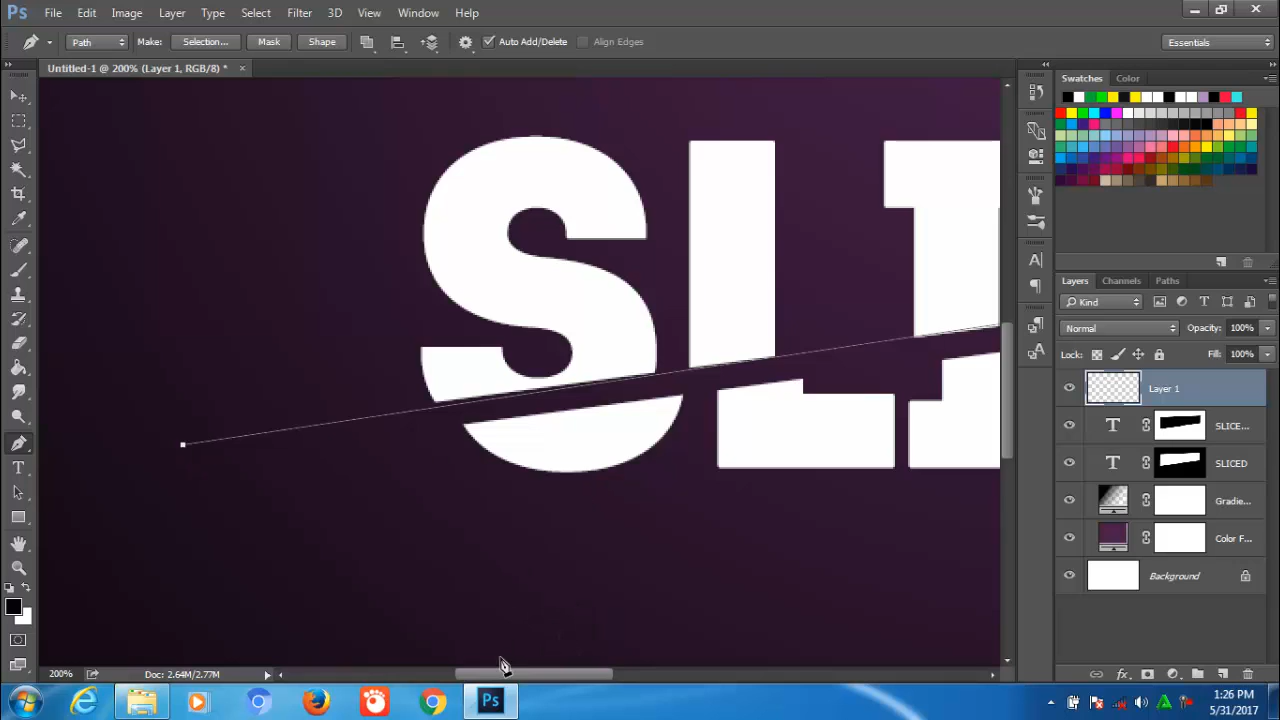 Ps File Edit Image Layer Type Select Filter 3D View Window Help
Path Make: Selection... Mask Shape Auto Add/Delete Align Edges Essentials
Untitled-1 @ 200% (Layer 1, RGB/8) * ×
Swatches Color
Layers Channels Paths
Kind
Normal Opacity: 100%
Lock: Fill: 100%
Layer 1
SLICE...
SLICED
Gradie...
Color F...
Background
200% Doc: 2.64M/2.77M
Ps
1:26 PM
5/31/2017